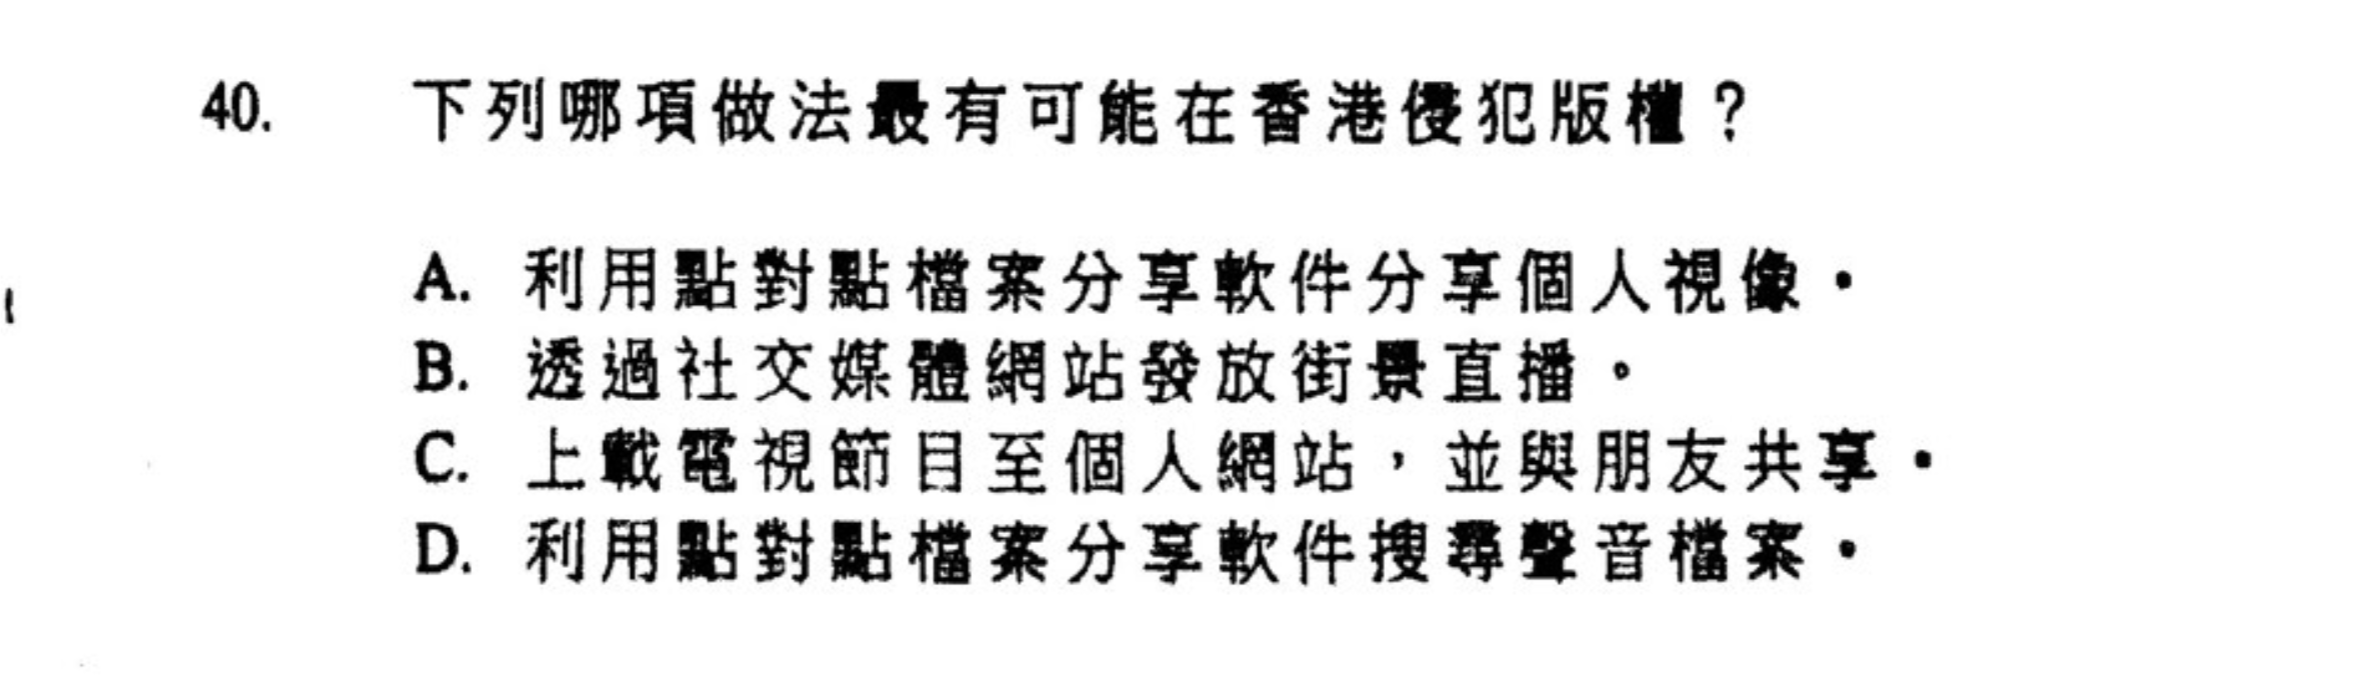 40. 下列哪項做法最有可能在香港侵犯版權？
A. 利用點對點檔案分享軟件分享個人視像。
B. 透過社交媒體網站發放街景直播。
C. 上載電視節目至個人網站，並與朋友共享。
D. 利用點對點檔案分享軟件搜尋聲音檔案。